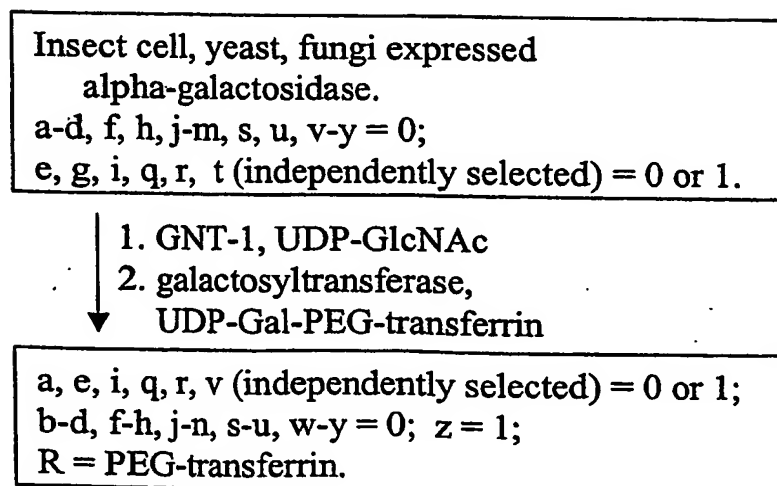 Insect cell, yeast, fungi expressed
alpha-galactosidase.
a-d, f, h, j-m, s, u, v-y = 0;
e, g, i, q, r, t (independently selected) = 0 or 1.
1. GNT-1, UDP-GlcNAc
2. galactosyltransferase,
UDP-Gal-PEG-transferrin
a, e, i, q, r, v (independently selected) = 0 or 1;
b-d, f-h, j-n, s-u, w-y = 0; z = 1;
R = PEG-transferrin.